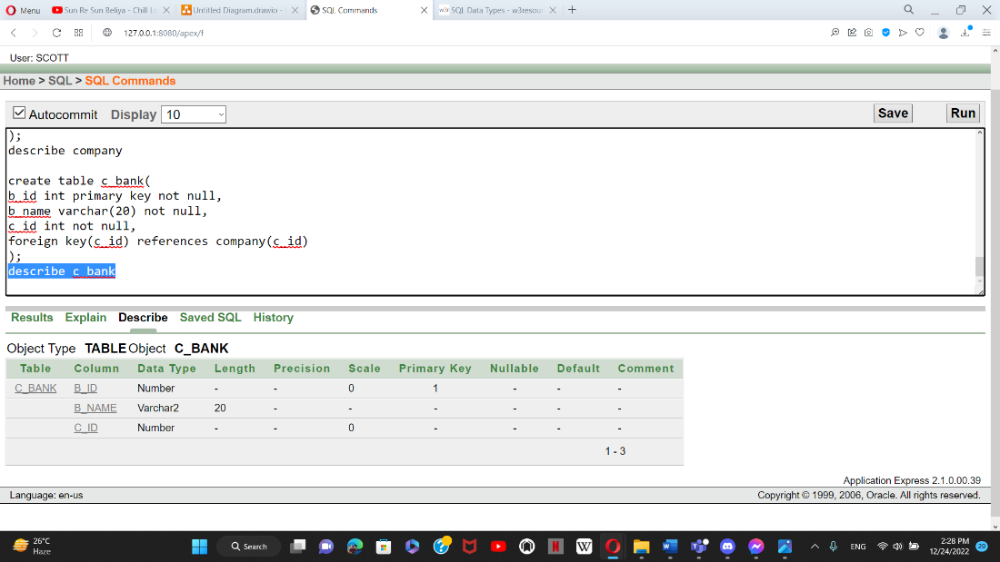 Menu
Sun Re Sun Beliya - Chill Lo
Untitled Diagram.drawio -
SQL Commands
SQL Data Types - w3resour
127.0.0.1:8080/apex/f
User: SCOTT
Home > SQL > SQL Commands
Autocommit Display 10 Save Run
);
describe company
create table c_bank(
b_id int primary key not null,
b_name varchar(20) not null,
c_id int not null,
foreign key(c_id) references company(c_id)
);
describe c_bank
Results Explain Describe Saved SQL History
Object Type TABLE Object C_BANK
Table Column Data Type Length Precision Scale Primary Key Nullable Default Comment
C_BANK B_ID Number - - 0 1 - - -
B_NAME Varchar2 20 - - - - - -
C_ID Number - - 0 - - - -
1 - 3
Application Express 2.1.0.00.39
Language: en-us Copyright © 1999, 2006, Oracle. All rights reserved.
26°C
Haze
Search
ENG
2:28 PM
12/24/2022
29